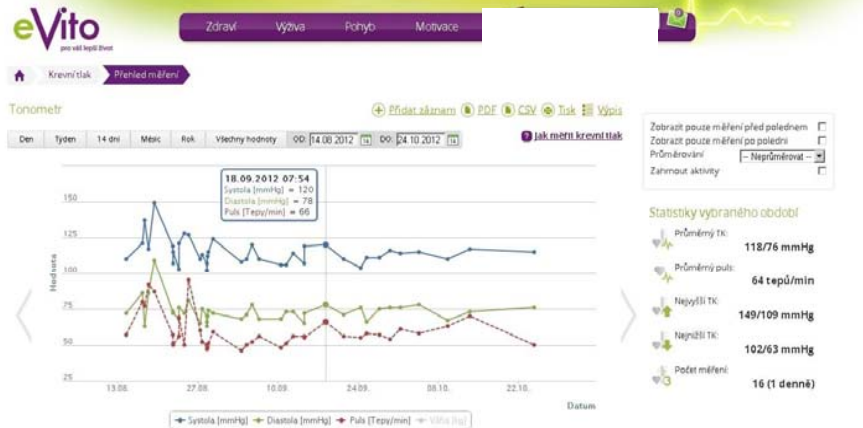 eVito
pro váš lepší život
Zdraví Výživa Pohyb Motivace
Krevní tlak Přehled měření
Tonometr
Přidat záznam PDF CSV Tisk Výpis
Den Týden 14 dní Měsíc Rok Všechny hodnoty OD: 14.08.2012 DO: 24.10.2012
Jak měřit krevní tlak
18.09.2012 07:54
Systola [mmHg] = 120
Diastola [mmHg] = 78
Puls [Tepy/min] = 66
Hodnota
150
125
100
75
50
25
13.08. 27.08. 10.09. 24.09. 08.10. 22.10.
Datum
Systola [mmHg] Diastola [mmHg] Puls [Tepy/min] Váha [kg]
Zobrazit pouze měření před polednem
Zobrazit pouze měření po poledni
Průměrování -- Neprůměrovat --
Zahrnout aktivity
Statistiky vybraného období
Průměrný TK:
118/76 mmHg
Průměrný puls:
64 tepů/min
Nejvyšší TK:
149/109 mmHg
Nejnižší TK:
102/63 mmHg
Počet měření:
16 (1 denně)